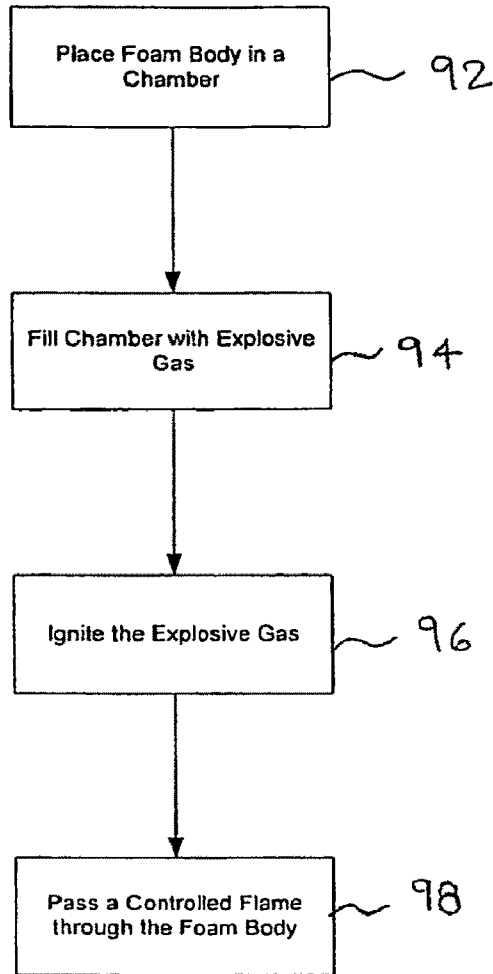 Place Foam Body in a
Chamber
92
Fill Chamber with Explosive
Gas
94
Ignite the Explosive Gas
96
Pass a Controlled Flame
through the Foam Body
98